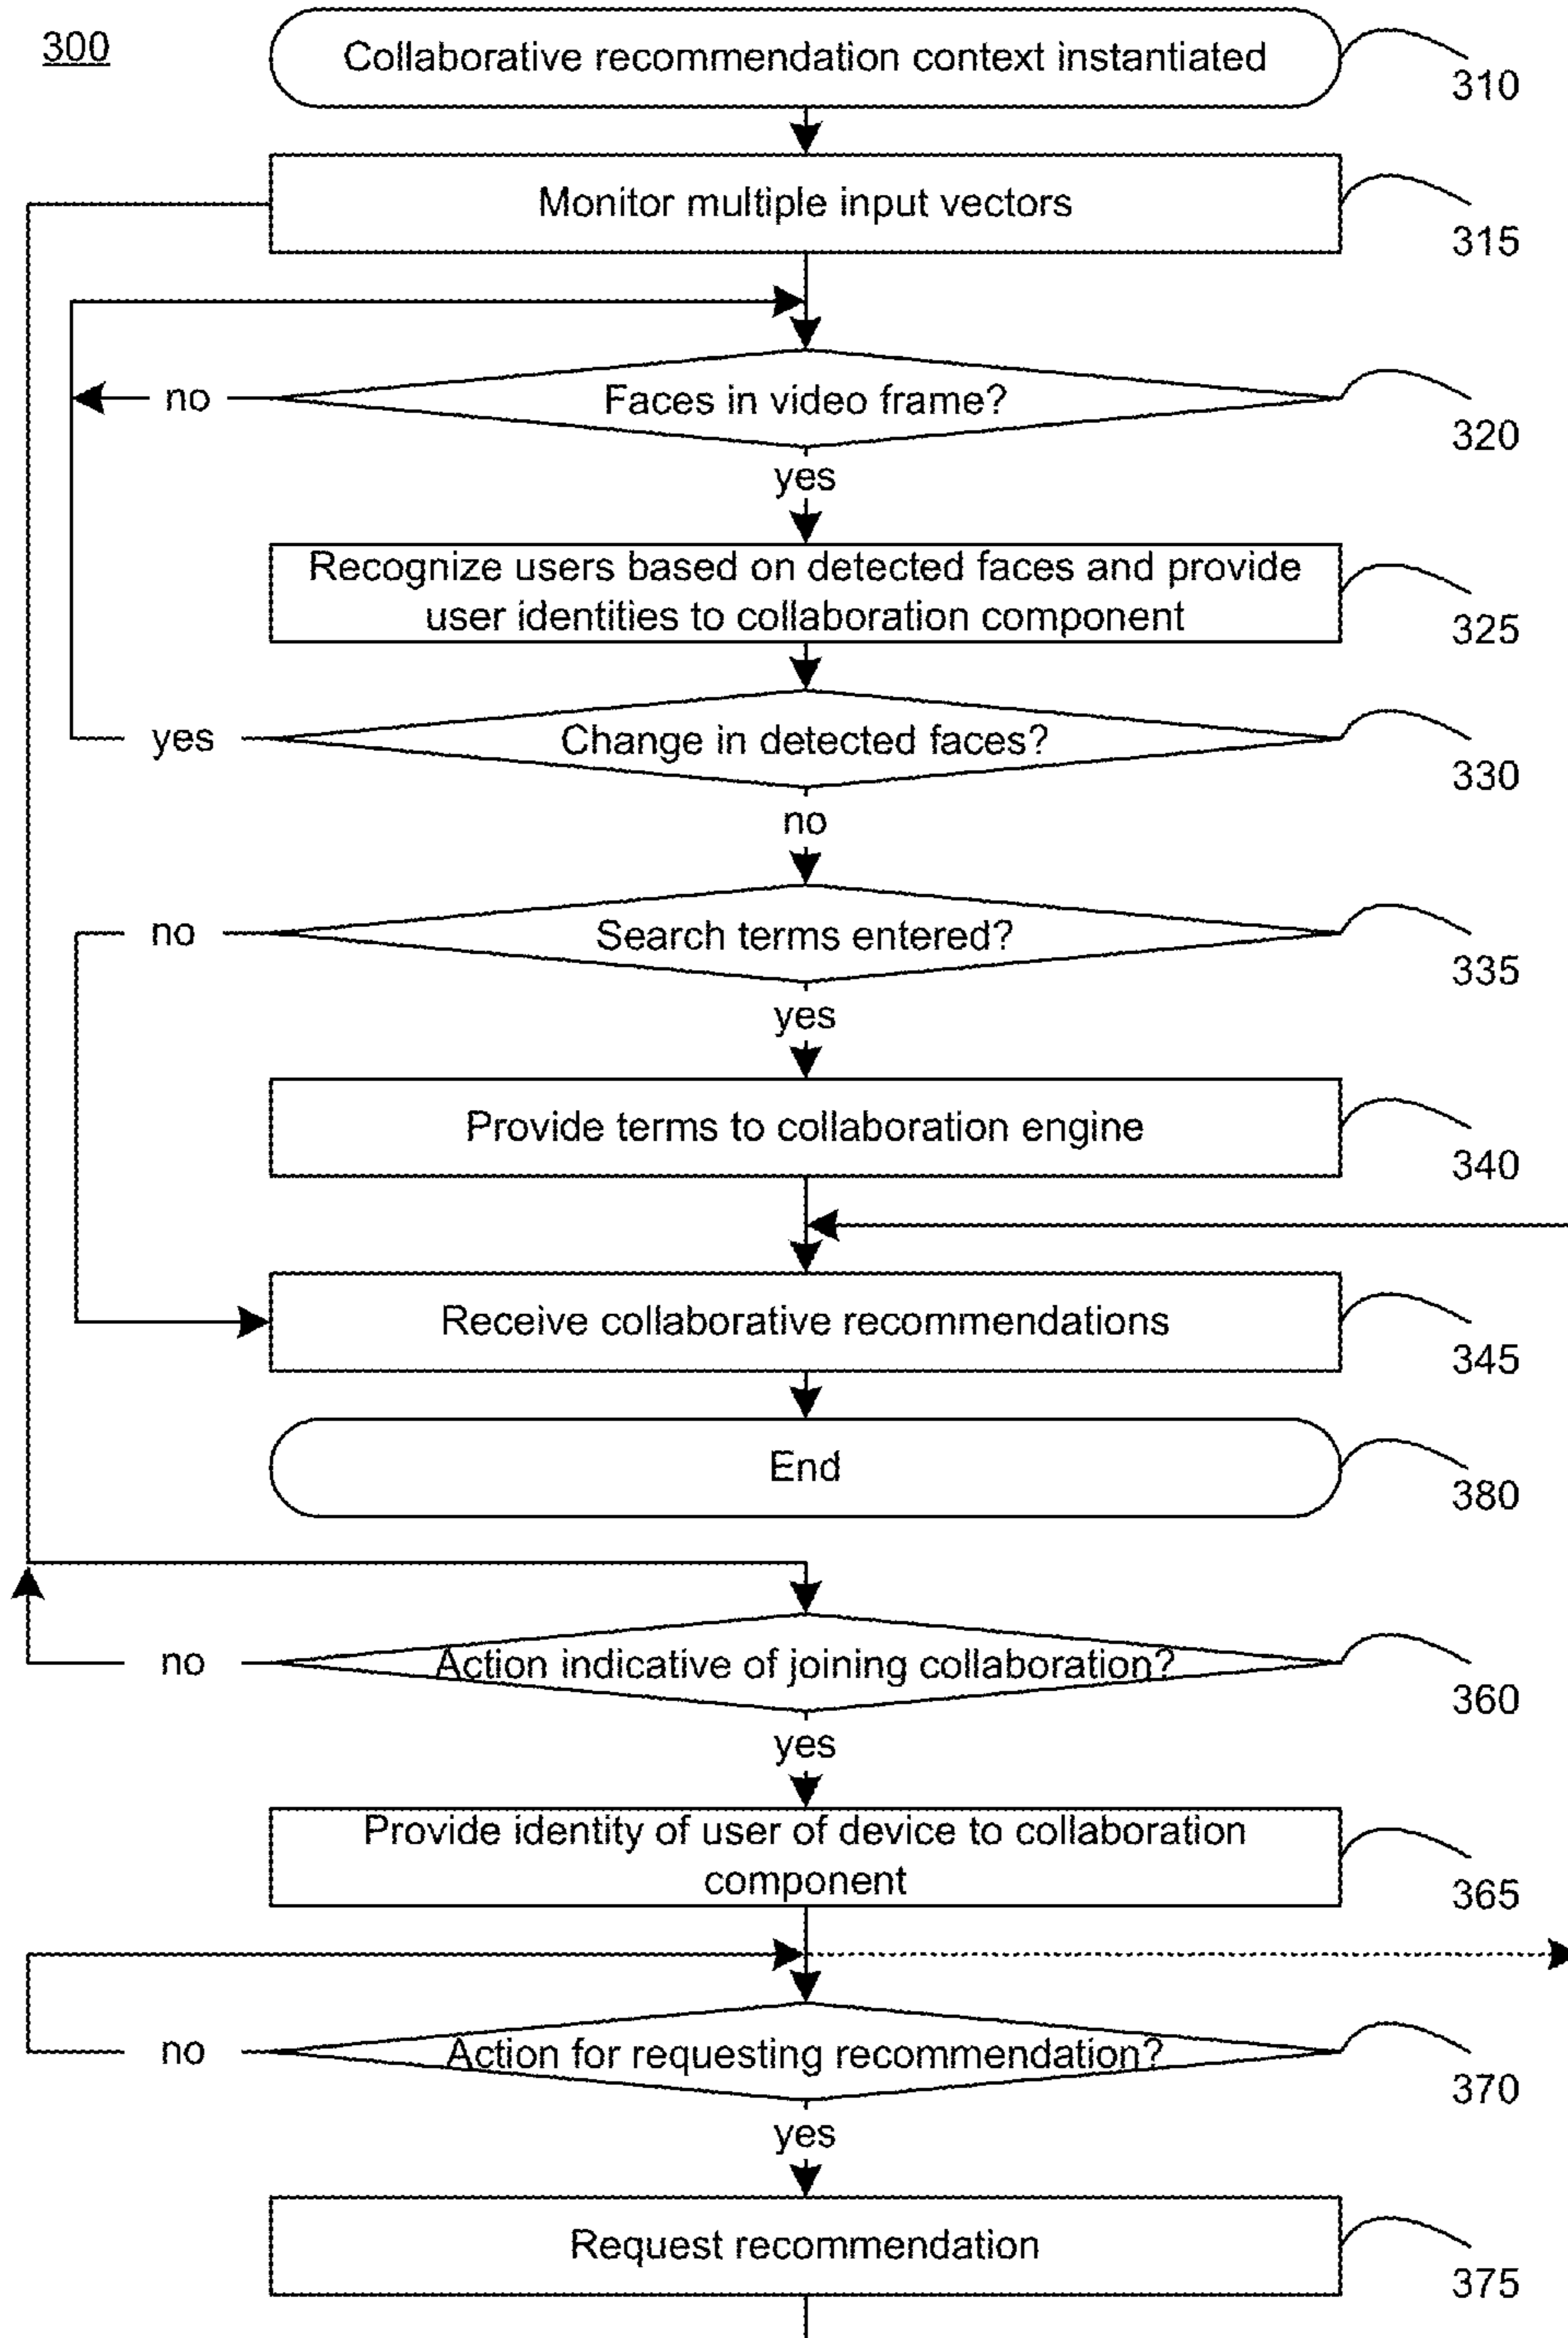 300
Collaborative recommendation context instantiated
310
Monitor multiple input vectors
315
no
Faces in video frame?
320
yes
Recognize users based on detected faces and provide
user identities to collaboration component
325
yes
Change in detected faces?
330
no
no
Search terms entered?
335
yes
Provide terms to collaboration engine
340
Receive collaborative recommendations
345
End
380
no
Action indicative of joining collaboration?
360
yes
Provide identity of user of device to collaboration
component
365
no
Action for requesting recommendation?
370
yes
Request recommendation
375